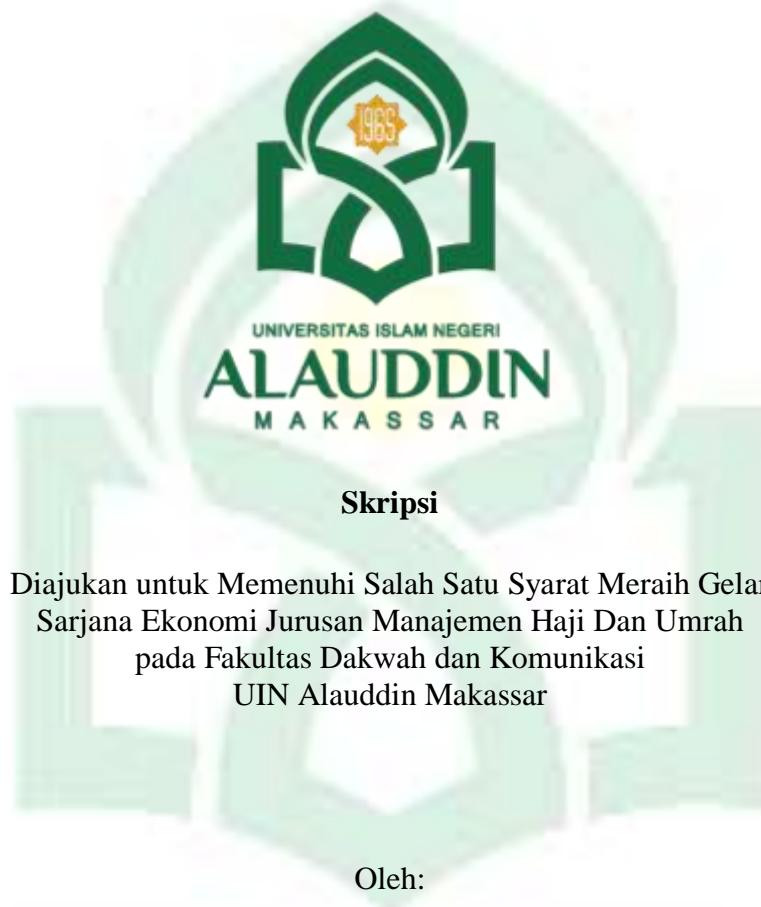 1965
UNIVERSITAS ISLAM NEGERI
ALAUDDIN
MAKASSAR
Skripsi
Diajukan untuk Memenuhi Salah Satu Syarat Meraih Gelar
Sarjana Ekonomi Jurusan Manajemen Haji Dan Umrah
pada Fakultas Dakwah dan Komunikasi
UIN Alauddin Makassar
Oleh: